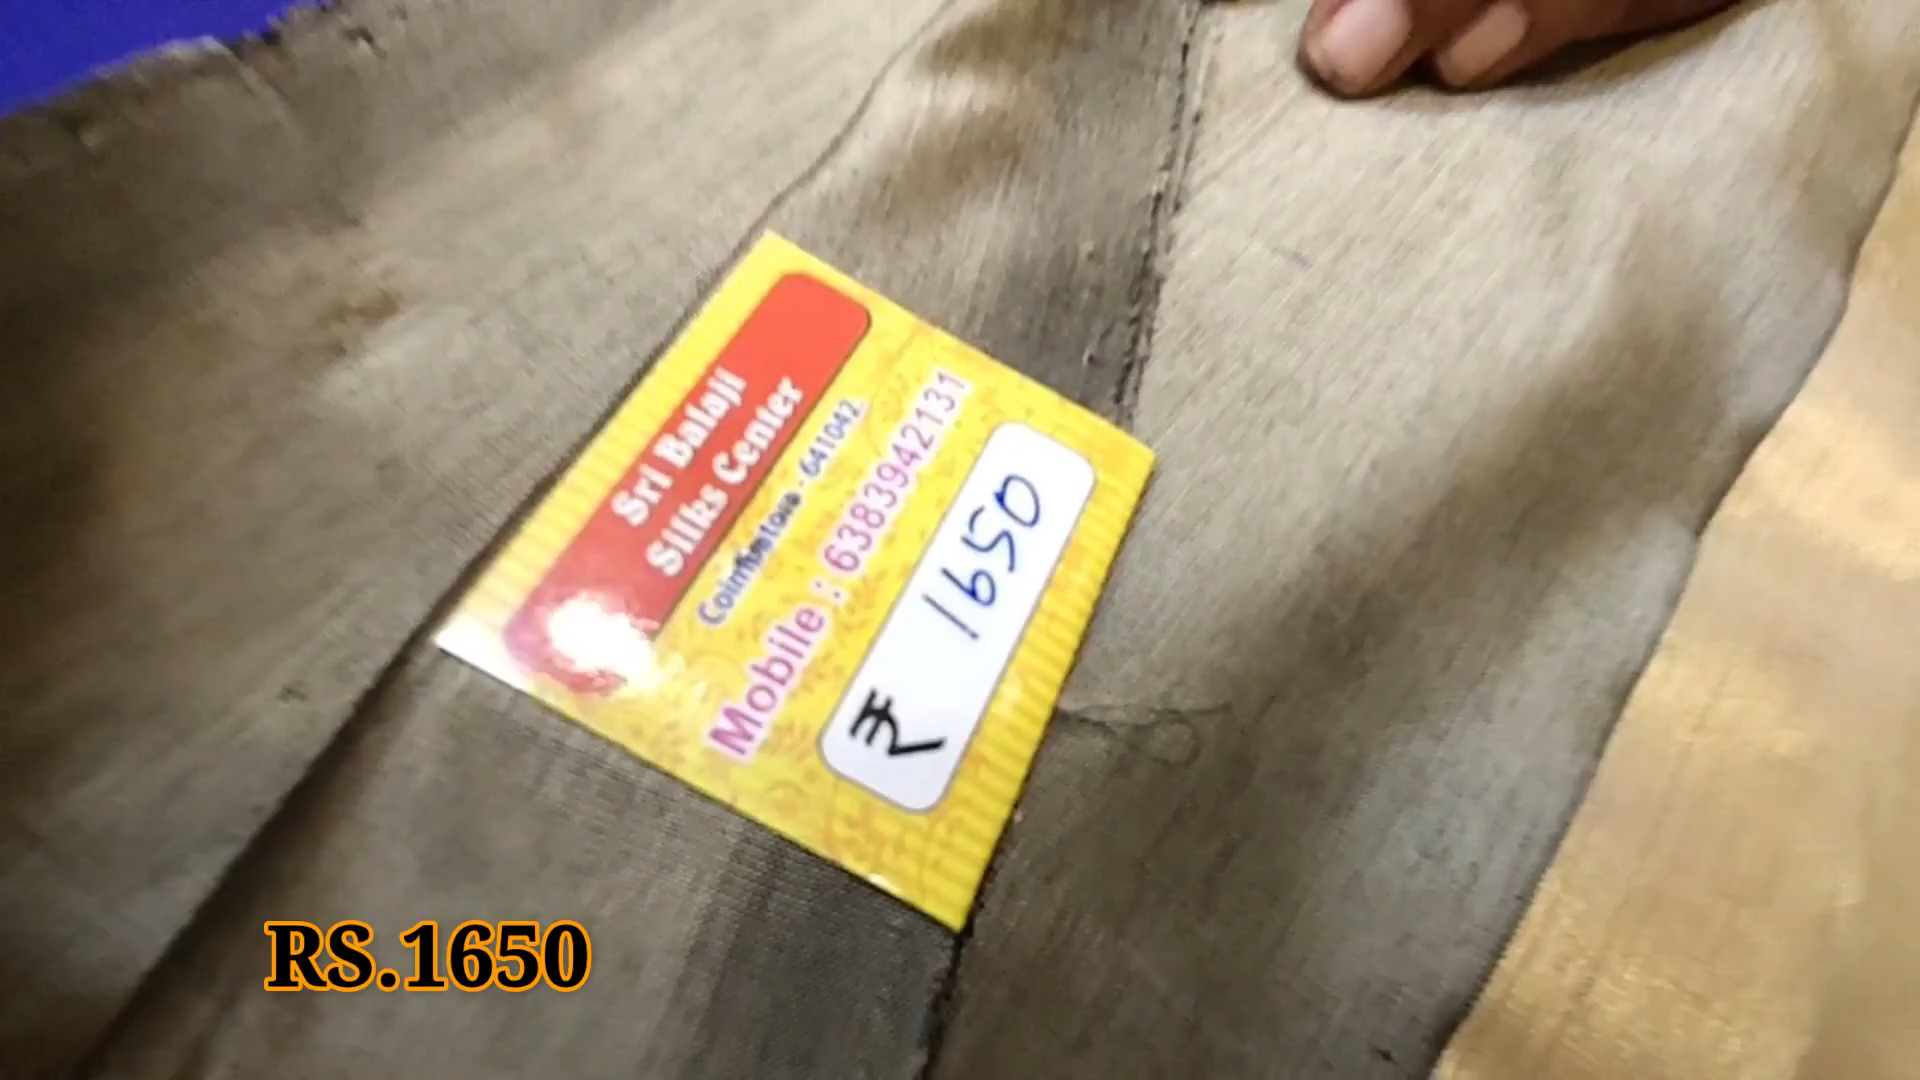 Sri Balaji
Silks Center
Coimbatore - 641042
Mobile : 6383942131
₹ 1650
RS.1650